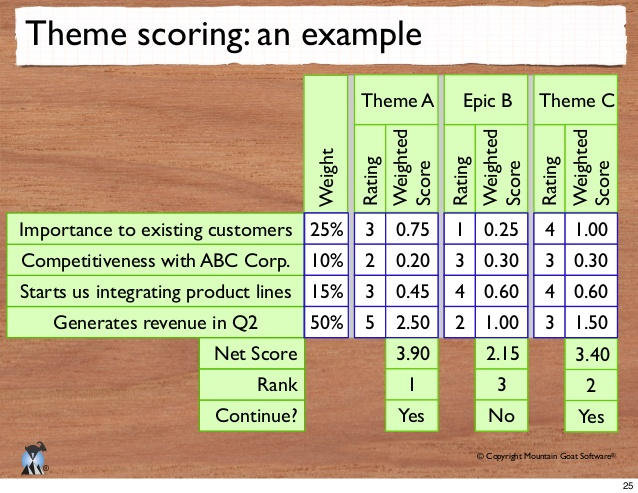 Theme scoring: an example
Theme A Epic B Theme C
Weight Rating Weighted Score Rating Weighted Score Rating Weighted Score
Importance to existing customers 25% 3 0.75 1 0.25 4 1.00
Competitiveness with ABC Corp. 10% 2 0.20 3 0.30 3 0.30
Starts us integrating product lines 15% 3 0.45 4 0.60 4 0.60
Generates revenue in Q2 50% 5 2.50 2 1.00 3 1.50
Net Score 3.90 2.15 3.40
Rank 1 3 2
Continue? Yes No Yes
© Copyright Mountain Goat Software®
®
25